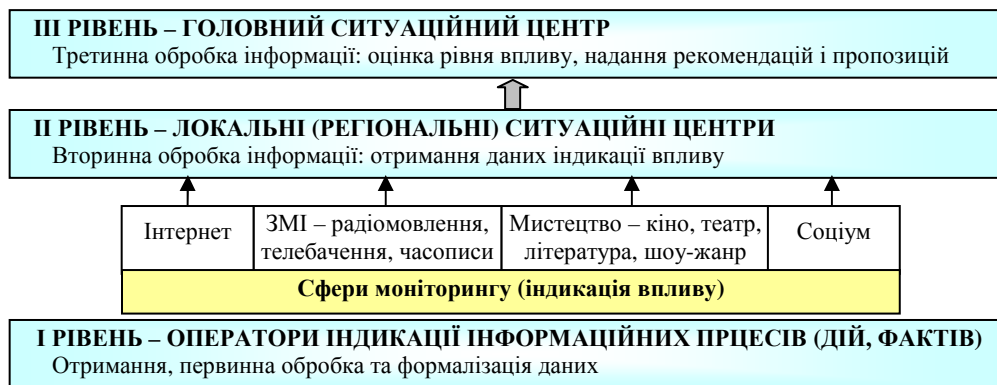 ІІІ РІВЕНЬ – ГОЛОВНИЙ СИТУАЦІЙНИЙ ЦЕНТР
Третинна обробка інформації: оцінка рівня впливу, надання рекомендацій і пропозицій
ІІ РІВЕНЬ – ЛОКАЛЬНІ (РЕГІОНАЛЬНІ) СИТУАЦІЙНІ ЦЕНТРИ
Вторинна обробка інформації: отримання даних індикації впливу
Інтернет
ЗМІ – радіомовлення,
телебачення, часописи
Мистецтво – кіно, театр,
література, шоу-жанр
Соціум
Сфери моніторингу (індикація впливу)
І РІВЕНЬ – ОПЕРАТОРИ ІНДИКАЦІЇ ІНФОРМАЦІЙНИХ ПРЦЕСІВ (ДІЙ, ФАКТІВ)
Отримання, первинна обробка та формалізація даних